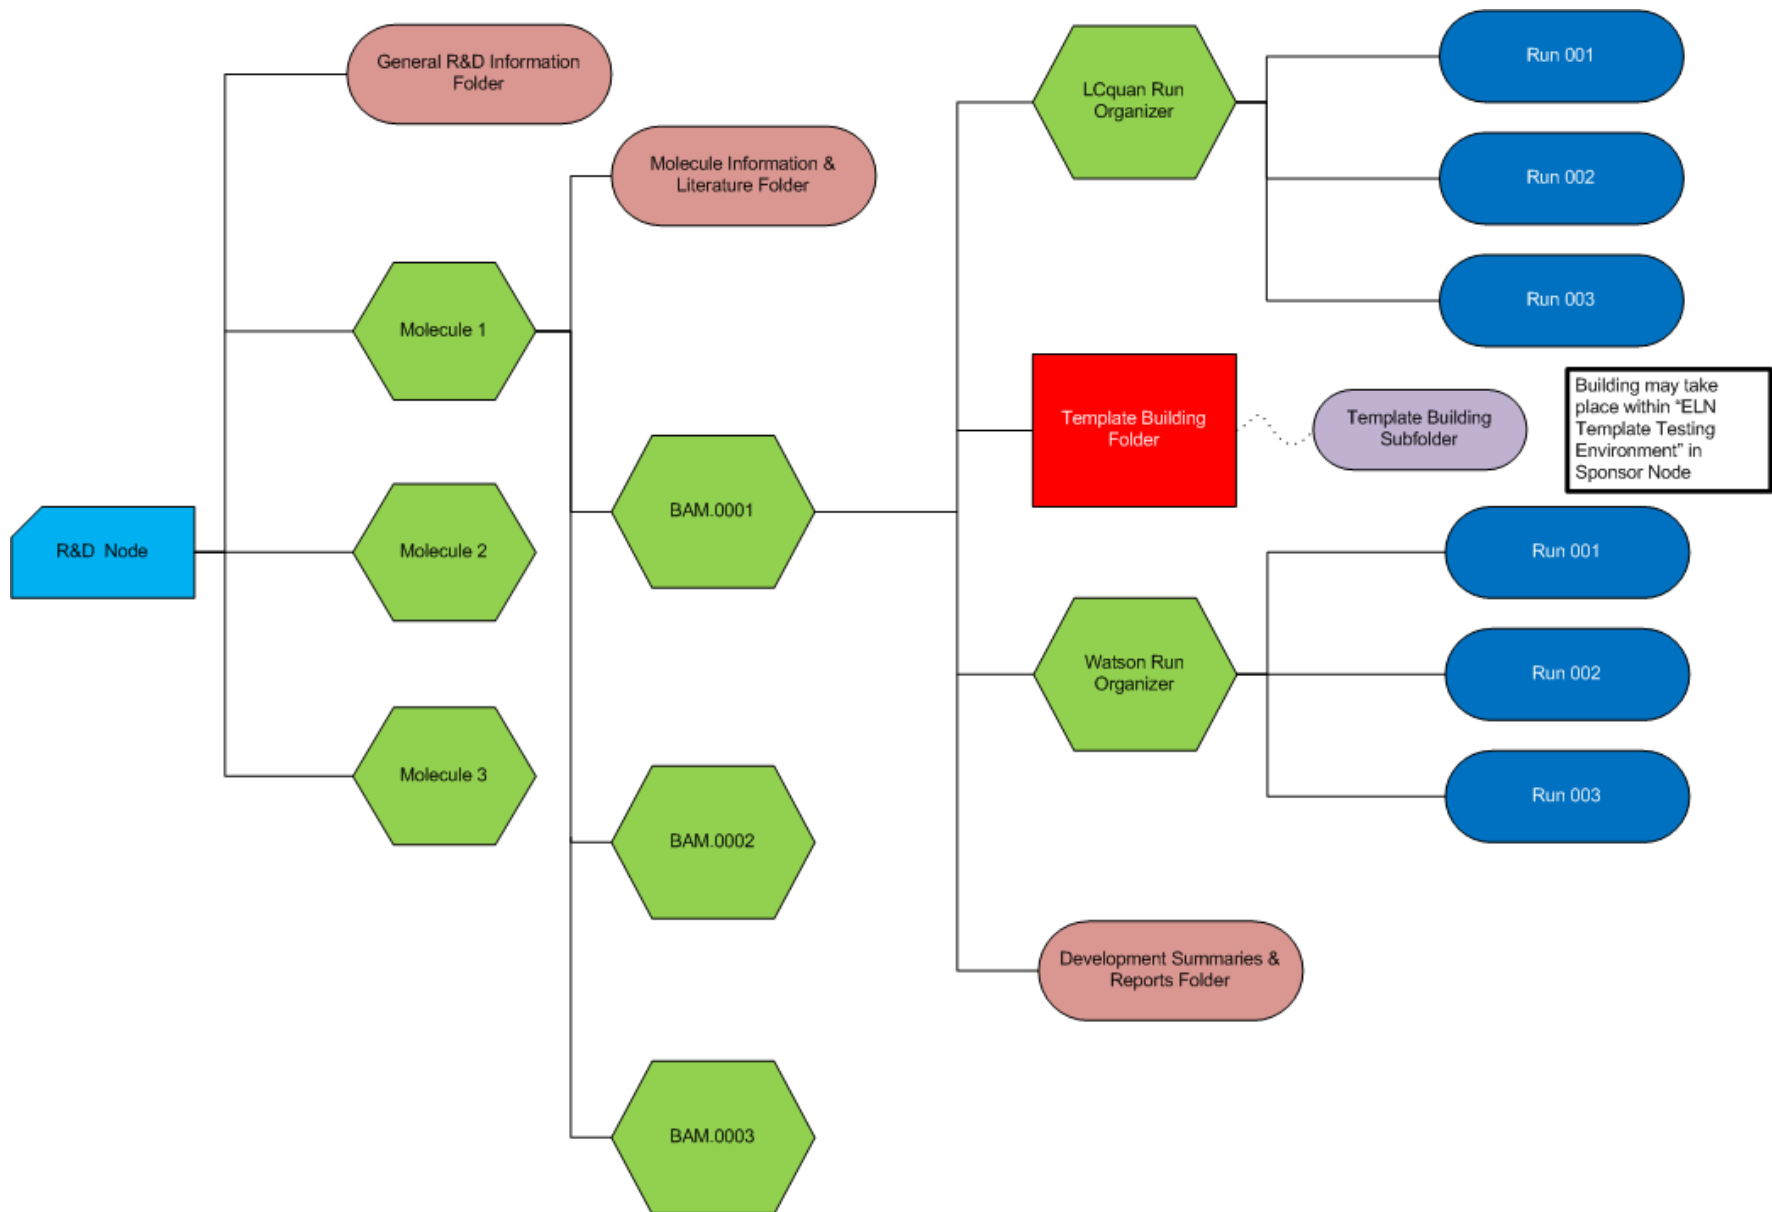 General R&D Information
Folder
Molecule Information &
Literature Folder
Molecule 1
R&D  Node
Molecule 2
Molecule 3
BAM.0001
BAM.0002
BAM.0003
LCquan Run
Organizer
Run 001
Run 002
Run 003
Template Building
Folder
Template Building
Subfolder
Building may take
place within “ELN
Template Testing
Environment” in
Sponsor Node
Watson Run
Organizer
Run 001
Run 002
Run 003
Development Summaries &
Reports Folder